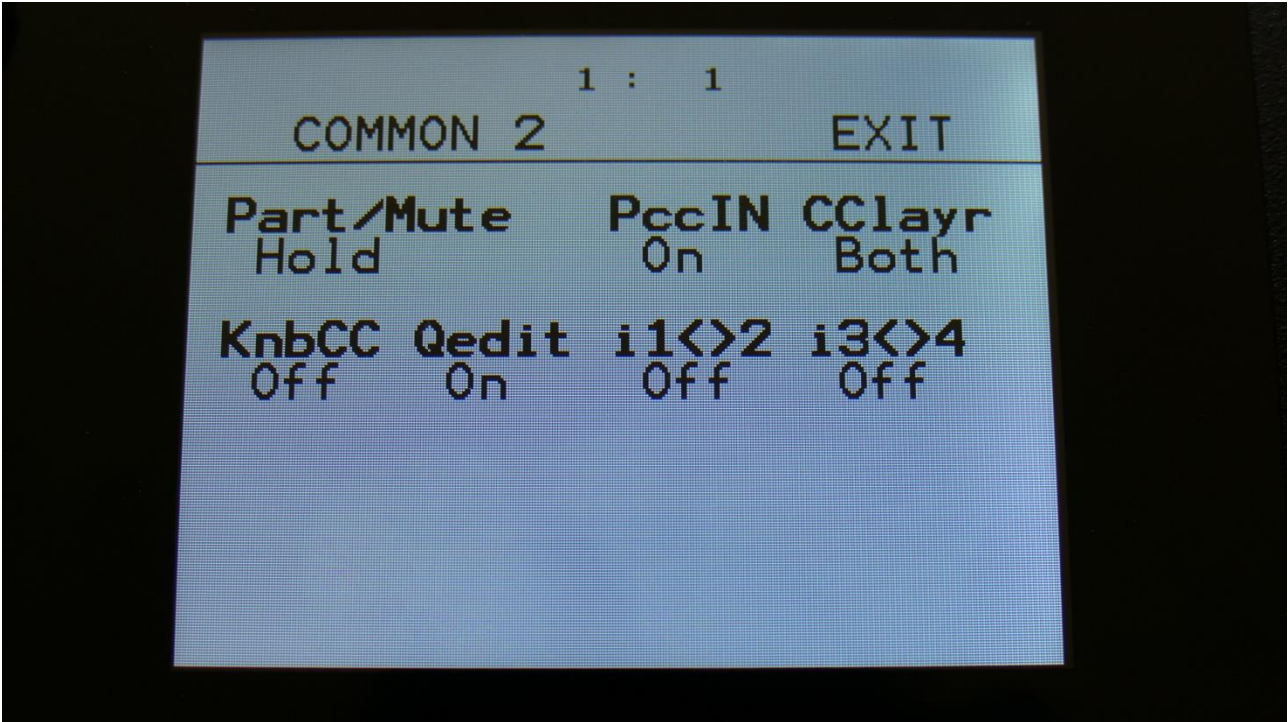 1 : 1
COMMON 2 EXIT
Part/Mute PccIN CClayr
Hold On Both
KnbCC Qedit i1<>2 i3<>4
Off On Off Off